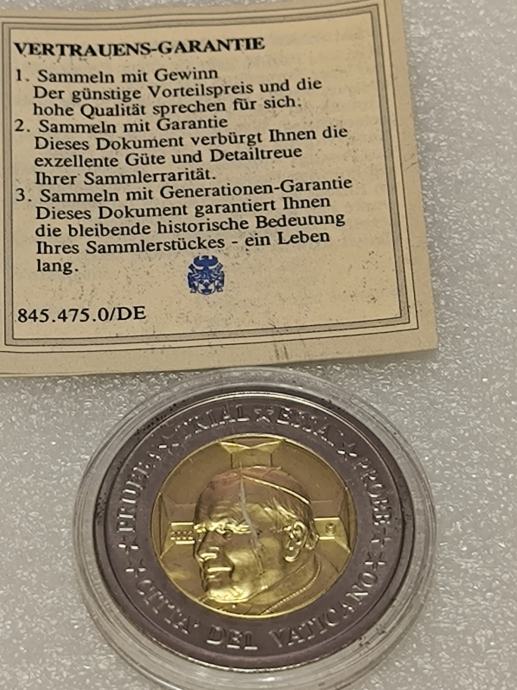 VERTRAUENS-GARANTIE
1. Sammeln mit Gewinn
Der günstige Vorteilspreis und die
hohe Qualität sprechen für sich.
2. Sammeln mit Garantie
Dieses Dokument verbürgt Ihnen die
exzellente Güte und Detailtreue
Ihrer Sammlerrarität.
3. Sammeln mit Generationen-Garantie
Dieses Dokument garantiert Ihnen
die bleibende historische Bedeutung
Ihres Sammlerstückes - ein Leben
lang.
845.475.0/DE
TRIAL ESSAI PROBE
CITTA' DEL VATICANO